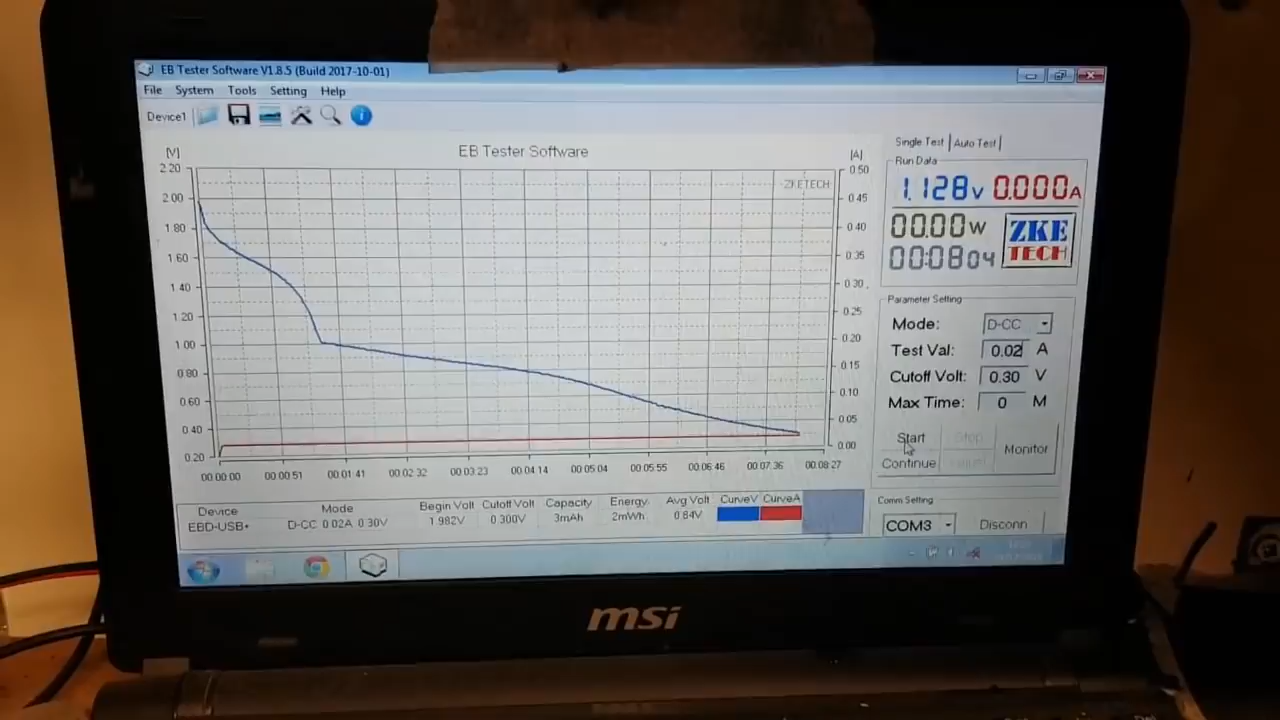 EB Tester Software V1.8.5 (Build 2017-10-01)
File System Tools Setting Help
Device1
EB Tester Software
[V]
[A]
ZKETECH
2.20
2.00
1.80
1.60
1.40
1.20
1.00
0.80
0.60
0.40
0.20
0.50
0.45
0.40
0.35
0.30
0.25
0.20
0.15
0.10
0.05
0.00
00:00:00 00:00:51 00:01:41 00:02:32 00:03:23 00:04:14 00:05:04 00:05:55 00:06:46 00:07:36 00:08:27
Single Test Auto Test
Run Data
1.128V 0.000A
00.00W
00:0804
ZKE
TECH
Parameter Setting
Mode: D-CC
Test Val: 0.02 A
Cutoff Volt: 0.30 V
Max Time: 0 M
Start Stop
Continue
Monitor
Comm Setting
COM3 Disconn
Device Mode Begin Volt Cutoff Volt Capacity Energy Avg Volt CurveV CurveA
EBD-USB+ D-CC 0.02A 0.30V 1.982V 0.300V 3mAh 2mWh 0.84V
msi